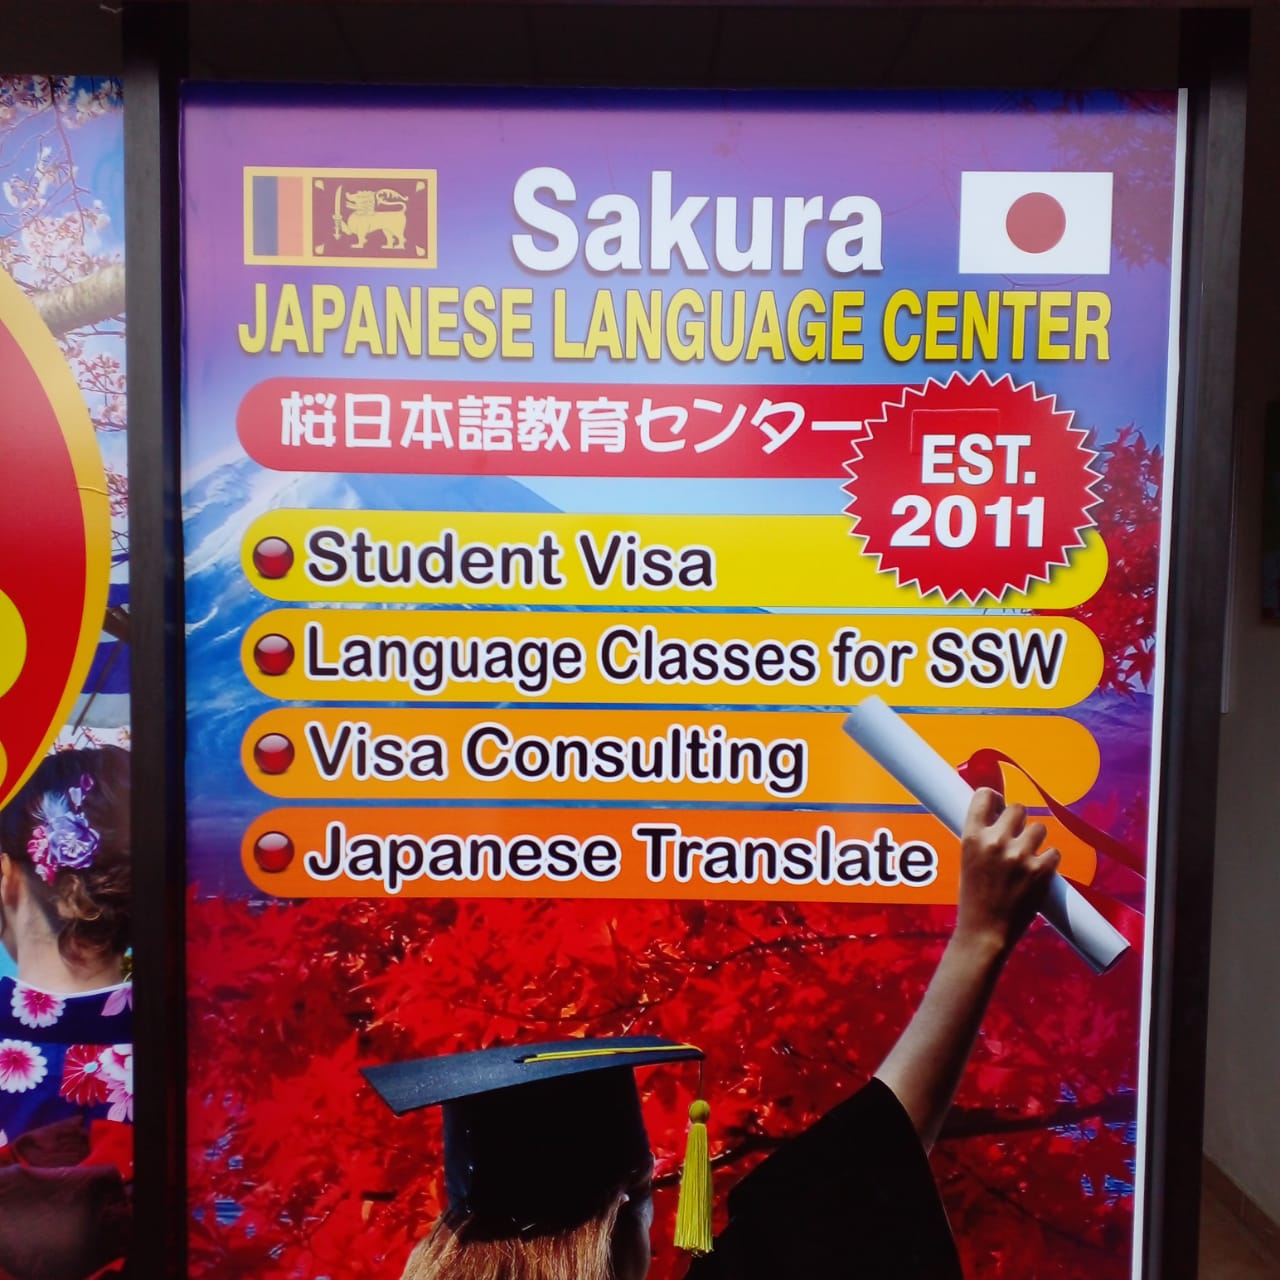 Sakura
JAPANESE LANGUAGE CENTER
桜日本語教育センター
EST.
2011
Student Visa
Language Classes for SSW
Visa Consulting
Japanese Translate